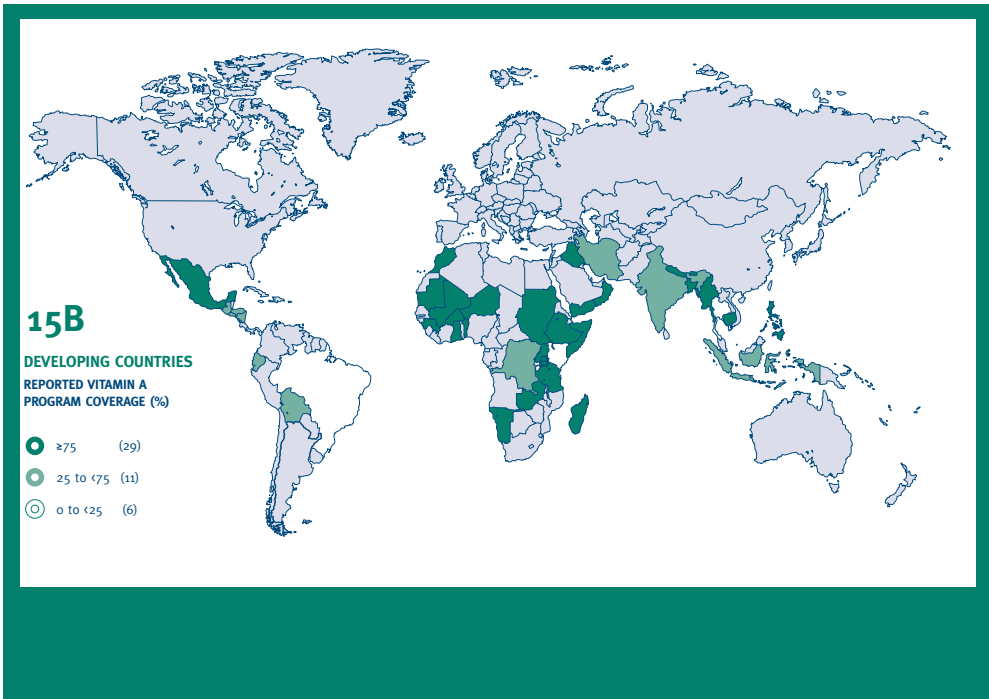 15B
DEVELOPING COUNTRIES
REPORTED VITAMIN A
PROGRAM COVERAGE (%)
≥75 (29)
25 to <75 (11)
0 to <25 (6)